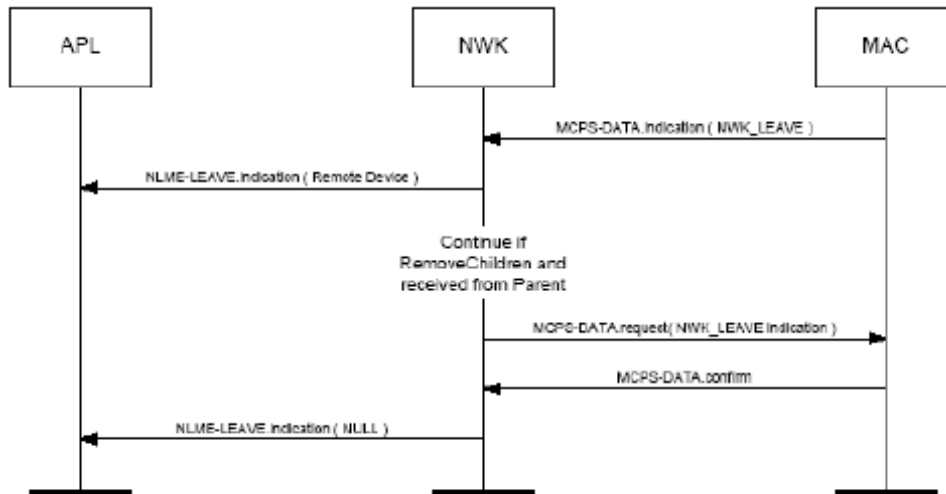 APL
NWK
MAC
MCPS-DATA.indication ( NWK_LEAVE )
NLME-LEAVE.indication ( Remote Device )
Continue if
RemoveChildren and
received from Parent
MCPS-DATA.request( NWK_LEAVE indication )
MCPS-DATA.confirm
NLME-LEAVE.indication ( NULL )